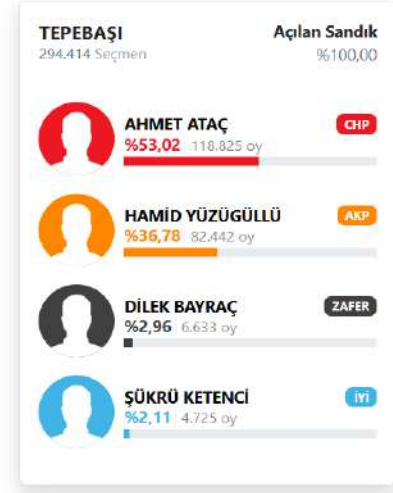 TEPEBAŞI Açılan Sandık
294.414 Seçmen %100,00
AHMET ATAÇ CHP
%53,02 118.825 oy
HAMİD YÜZÜGÜLLÜ AKP
%36,78 82.442 oy
DİLEK BAYRAÇ ZAFER
%2,96 6.633 oy
ŞÜKRÜ KETENCİ İYİ
%2,11 4.725 oy